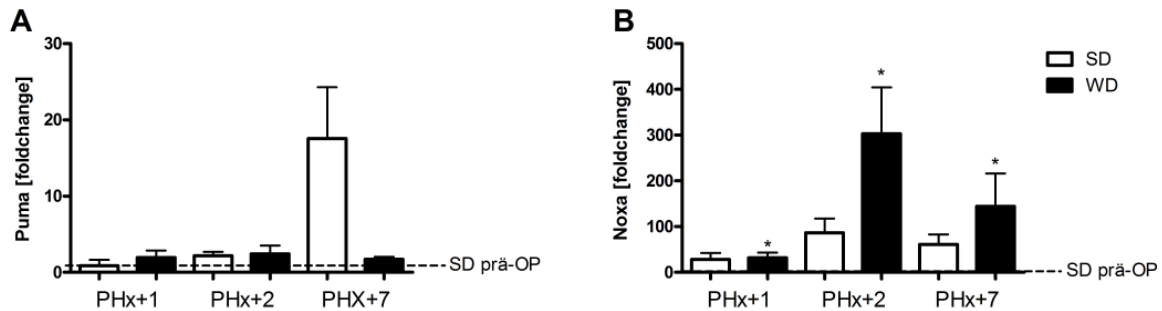 A
Puma [foldchange]
30
20
10
0
PHx+1
PHx+2
PHX+7
SD prä-OP
B
Noxa [foldchange]
500
400
300
200
100
0
*
*
*
PHx+1
PHx+2
PHx+7
SD prä-OP
SD
WD